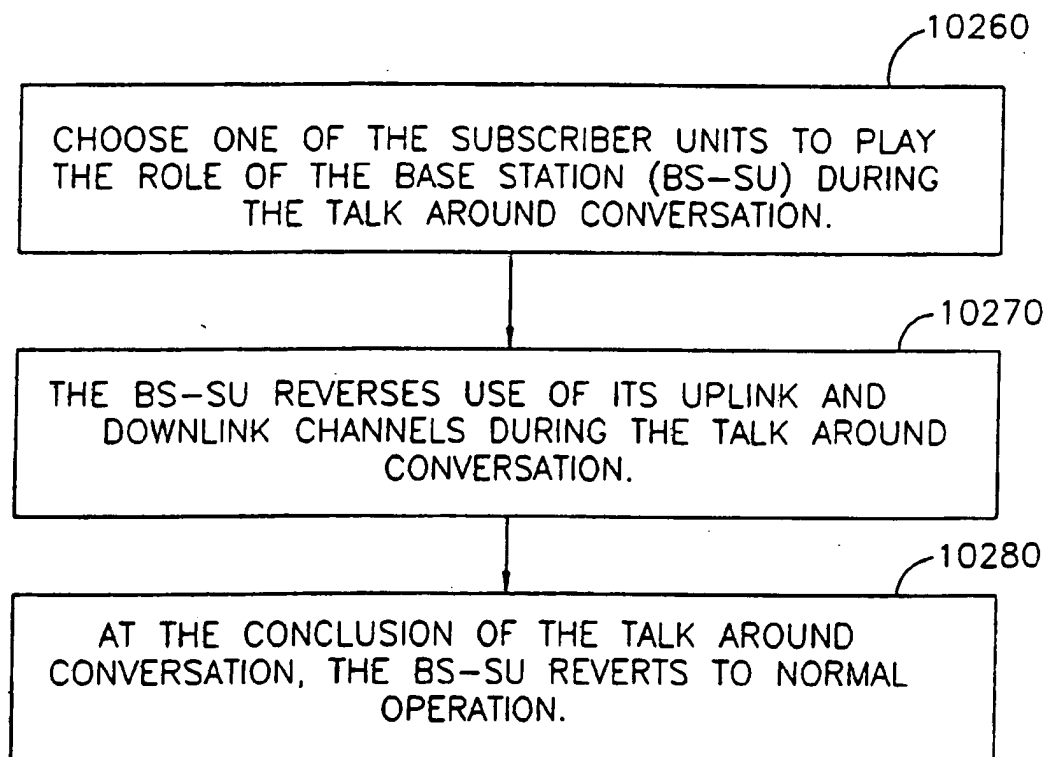 10260
CHOOSE ONE OF THE SUBSCRIBER UNITS TO PLAY
THE ROLE OF THE BASE STATION (BS-SU) DURING
THE TALK AROUND CONVERSATION.
10270
THE BS-SU REVERSES USE OF ITS UPLINK AND
DOWNLINK CHANNELS DURING THE TALK AROUND
CONVERSATION.
10280
AT THE CONCLUSION OF THE TALK AROUND
CONVERSATION, THE BS-SU REVERTS TO NORMAL
OPERATION.